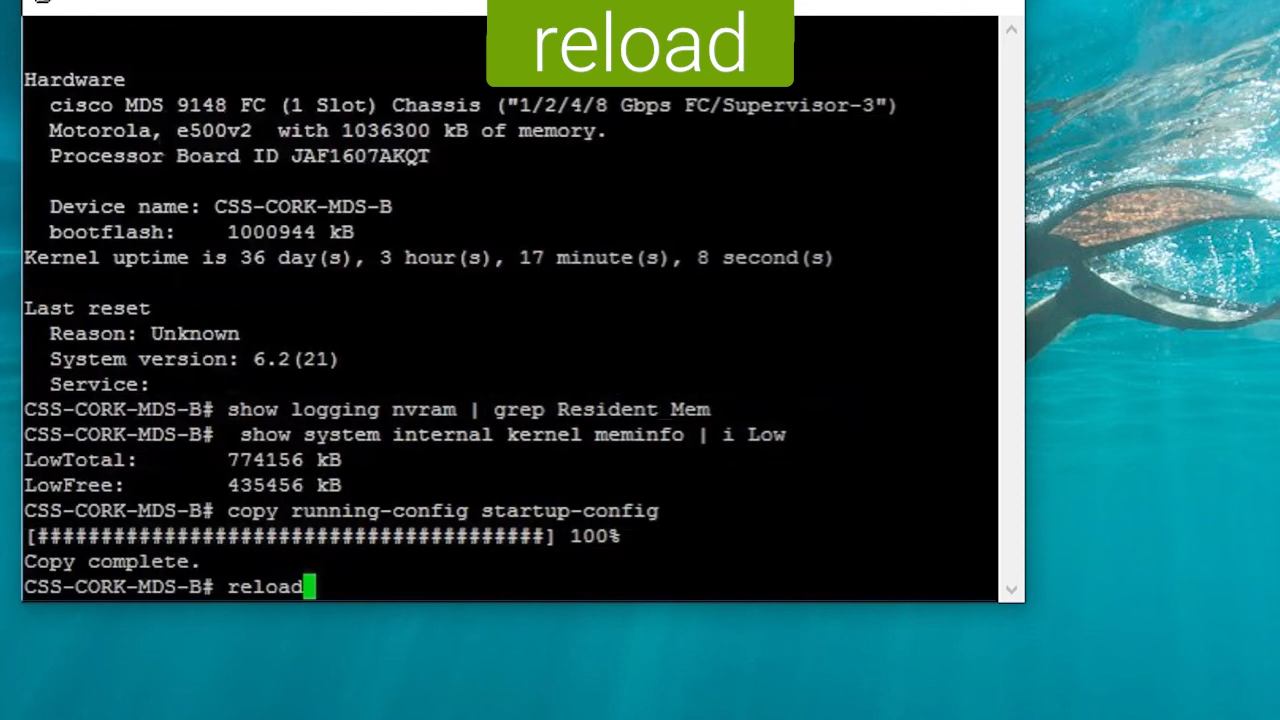 reload
Hardware
cisco MDS 9148 FC (1 Slot) Chassis ("1/2/4/8 Gbps FC/Supervisor-3")
Motorola, e500v2  with 1036300 kB of memory.
Processor Board ID JAF1607AKQT
Device name: CSS-CORK-MDS-B
bootflash:    1000944 kB
Kernel uptime is 36 day(s), 3 hour(s), 17 minute(s), 8 second(s)
Last reset
Reason: Unknown
System version: 6.2(21)
Service:
CSS-CORK-MDS-B# show logging nvram | grep Resident_Mem
CSS-CORK-MDS-B#  show system internal kernel meminfo | i Low
LowTotal:       774156 kB
LowFree:        435456 kB
CSS-CORK-MDS-B# copy running-config startup-config
[########################################] 100%
Copy complete.
CSS-CORK-MDS-B# reload